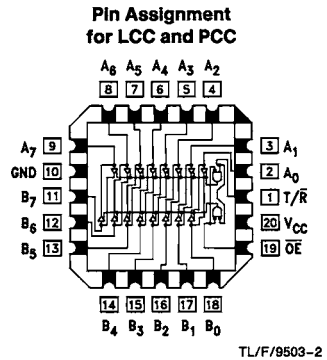 Pin Assignment
for LCC and PCC
A6 A5 A4 A3 A2
8 7 6 5 4
A7 9
GND 10
B7 11
B6 12
B5 13
3 A1
2 A0
1 T/R̅
20 VCC
19 O̅E̅
14 15 16 17 18
B4 B3 B2 B1 B0
TL/F/9503–2